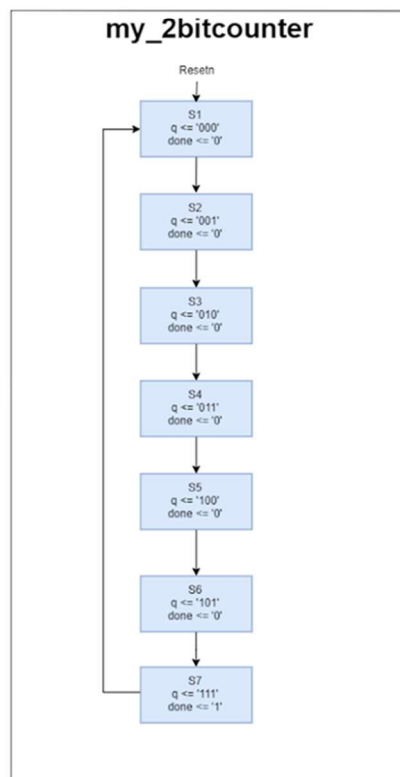 my_2bitcounter
Resetn
S1
q <= '000'
done <= '0'
S2
q <= '001'
done <= '0'
S3
q <= '010'
done <= '0'
S4
q <= '011'
done <= '0'
S5
q <= '100'
done <= '0'
S6
q <= '101'
done <= '0'
S7
q <= '111'
done <= '1'